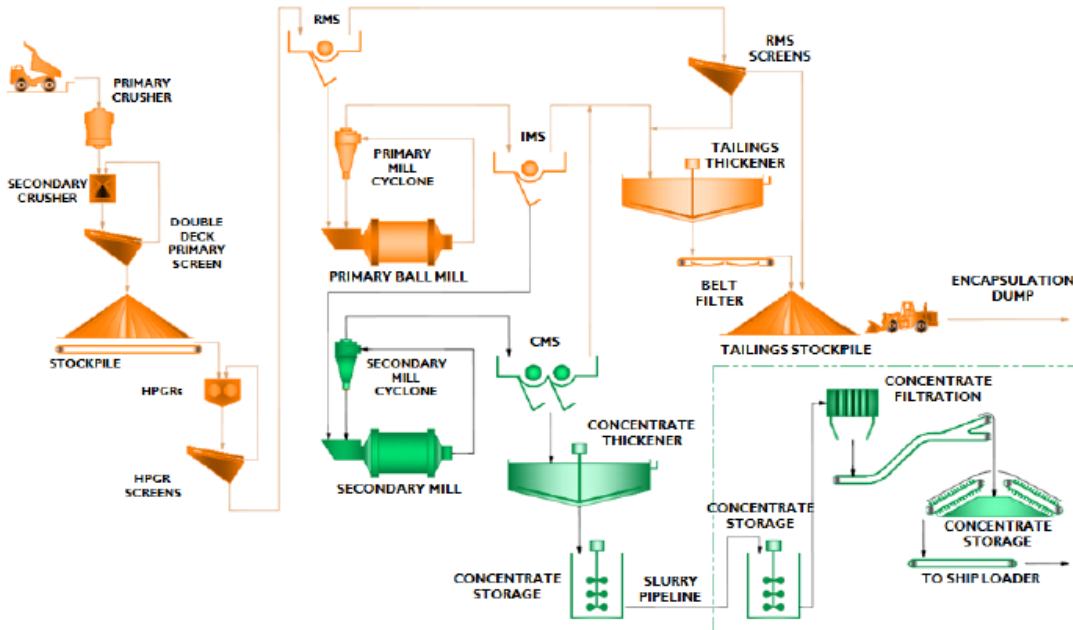 RMS
RMS
SCREENS
PRIMARY
CRUSHER
IMS
PRIMARY
MILL
CYCLONE
TAILINGS
THICKENER
SECONDARY
CRUSHER
DOUBLE
DECK
PRIMARY
SCREEN
PRIMARY BALL MILL
BELT
FILTER
ENCAPSULATION
DUMP
STOCKPILE
TAILINGS STOCKPILE
HPGRs
SECONDARY
MILL
CYCLONE
CMS
CONCENTRATE
FILTRATION
CONCENTRATE
THICKENER
HPGR
SCREENS
SECONDARY MILL
CONCENTRATE
STORAGE
CONCENTRATE
STORAGE
CONCENTRATE
STORAGE
SLURRY
PIPELINE
TO SHIP LOADER